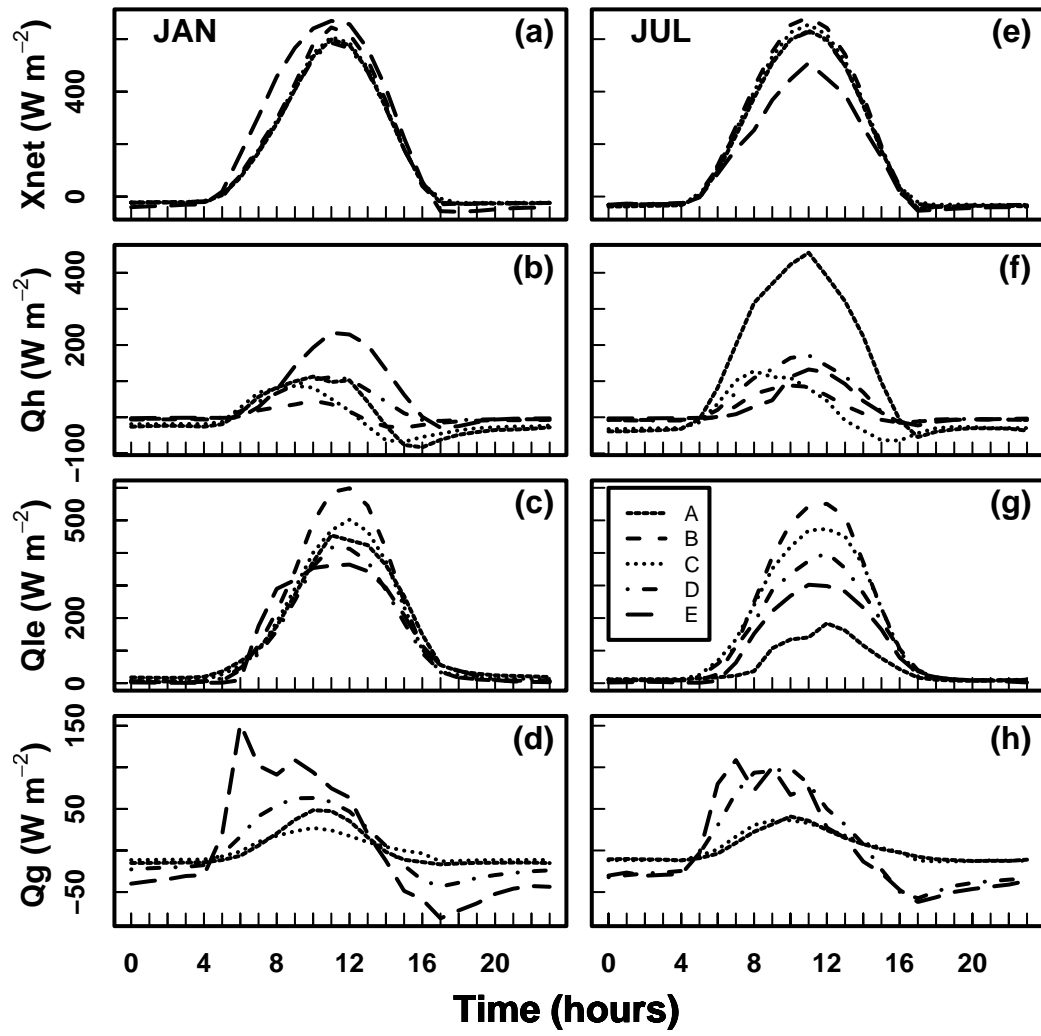 JAN (a)
Xnet (W m−2)
0 400
JUL (e)
(b)
Qh (W m−2)
−100 0 200 400
(f)
(c)
Qle (W m−2)
0 200 500
(g)
A
B
C
D
E
(d)
Qg (W m−2)
−50 50 150
(h)
0 4 8 12 16 20
0 4 8 12 16 20
Time (hours)